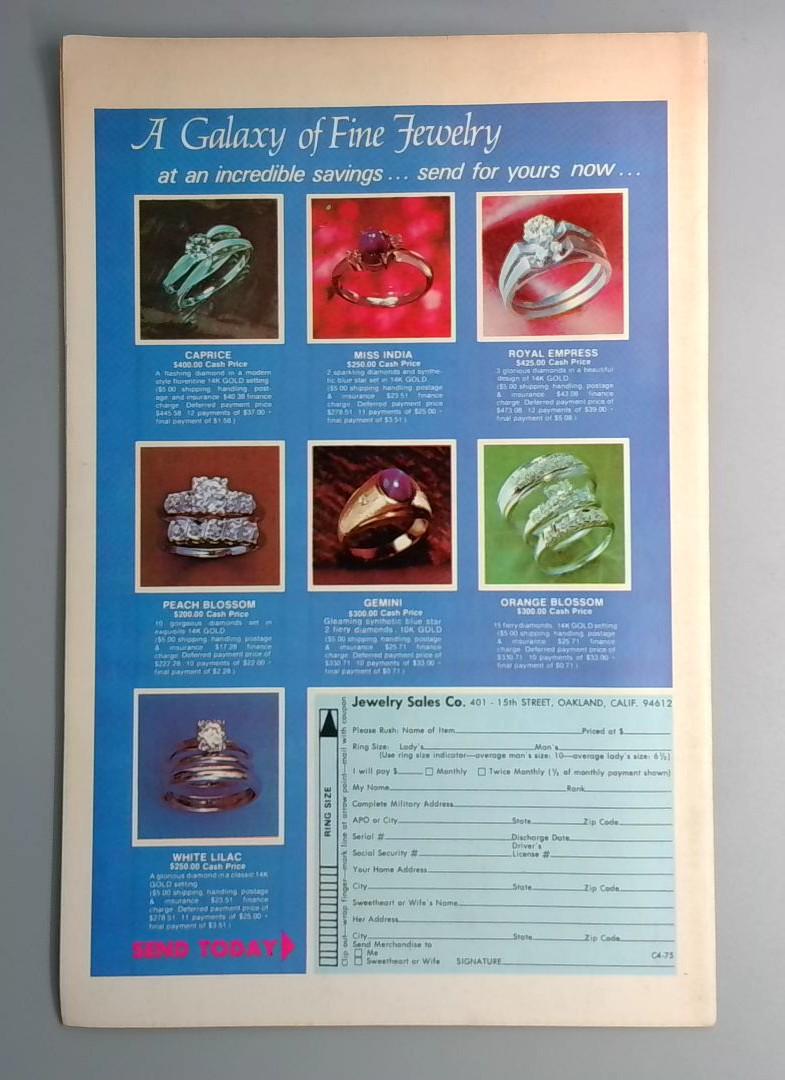 A Galaxy of Fine Jewelry
at an incredible savings... send for yours now...
CAPRICE
$400.00 Cash Price
A flashing diamond in a modern
style florentine 14K GOLD setting
($5.00 shipping, handling, post-
age and insurance $40.38 finance
charge Deferred payment price
$445.58 12 payments of $37.00 -
final payment of $1.58)
MISS INDIA
$250.00 Cash Price
2 sparkling diamonds and synthe-
tic blue star set in 14K GOLD
($5.00 shipping, handling, postage
& insurance $23.51 finance
charge Deferred payment price of
$278.51 11 payments of $25.00 -
final payment of $3.51)
ROYAL EMPRESS
$425.00 Cash Price
3 glorious diamonds in a beautiful
design of 14K GOLD
($5.00 shipping, handling, postage
& insurance $43.08 finance
charge Deferred payment price of
$473.08 12 payments of $39.00 -
final payment of $5.08)
PEACH BLOSSOM
$200.00 Cash Price
10 gorgeous diamonds set in
exquisite 14K GOLD
($5.00 shipping, handling, postage
& insurance $17.28 finance
charge Deferred payment price of
$222.28 10 payments of $22.00 -
final payment of $2.28)
GEMINI
$300.00 Cash Price
Gleaming synthetic blue star
2 fiery diamonds. 10K GOLD
($5.00 shipping, handling, postage
& insurance $25.71 finance
charge Deferred payment price of
$330.71 10 payments of $33.00 -
final payment of $0.71)
ORANGE BLOSSOM
$300.00 Cash Price
15 fiery diamonds. 14K GOLD setting
($5.00 shipping, handling, postage
& insurance $25.71 finance
charge Deferred payment price of
$330.71 10 payments of $33.00 -
final payment of $0.71)
WHITE LILAC
$250.00 Cash Price
A glorious diamond in a classic 14K
GOLD setting
($5.00 shipping, handling, postage
& insurance $23.51 finance
charge Deferred payment price of
$278.51 11 payments of $25.00 -
final payment of $3.51)
SEND TODAY
Jewelry Sales Co. 401 - 15th STREET, OAKLAND, CALIF. 94612
Please Rush: Name of Item Priced at $
Ring Size: Lady's Man's
(Use ring size indicator—average man's size: 10—average lady's size: 6½)
I will pay $ Monthly Twice Monthly (½ of monthly payment shown)
My Name Rank
Complete Military Address
APO or City State Zip Code
Serial # Discharge Date
Social Security # Driver's License #
Your Home Address
City State Zip Code
Sweetheart or Wife's Name
Her Address
City State Zip Code
Send Merchandise to
Me
Sweetheart or Wife SIGNATURE
C4-75
RING SIZE
Clip out—wrap finger—mark line at arrow point—mail with coupon